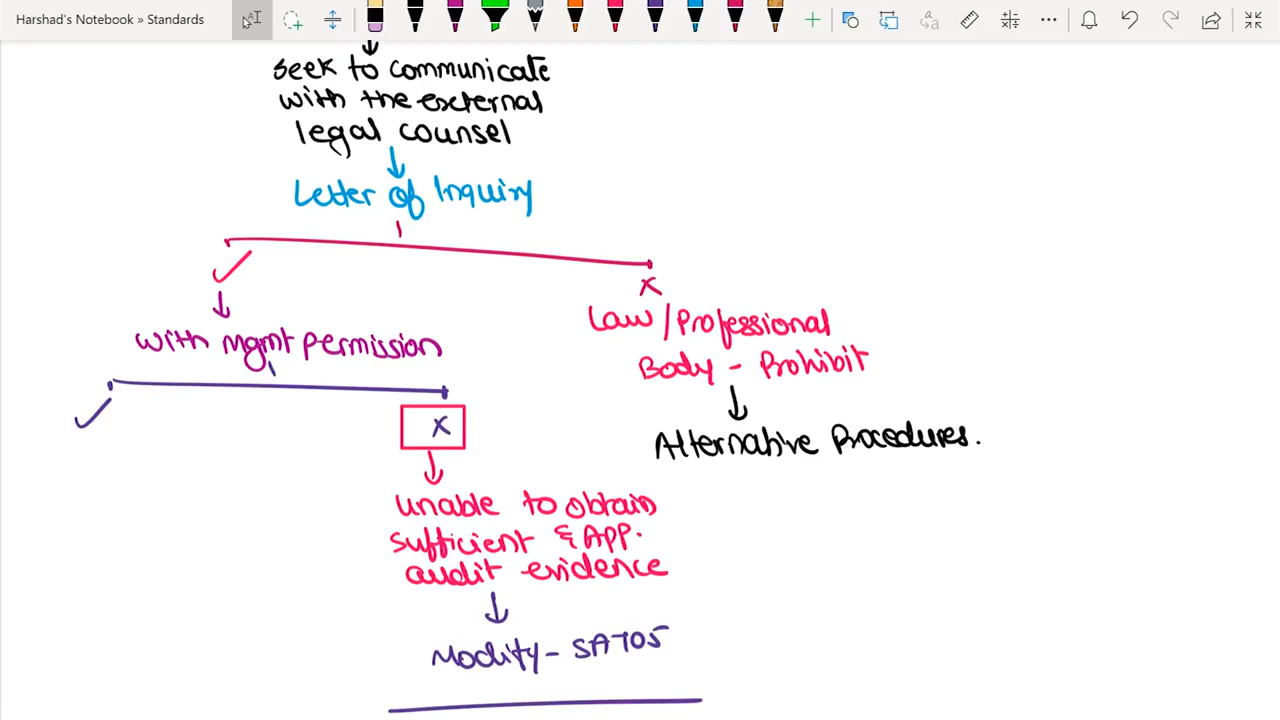 Harshad's Notebook » Standards
Seek to communicate
with the external
legal counsel
Letter of Inquiry
x
Law / Professional
Body - Prohibit
With mgmt permission
x
Alternative Procedures.
unable to obtain
sufficient & APP.
audit evidence
Modify - SA705